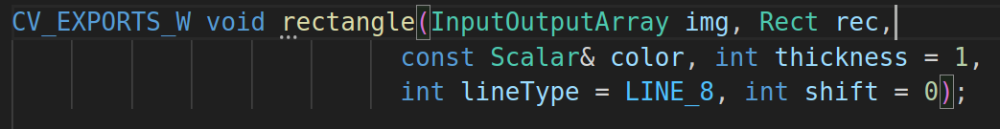 CV_EXPORTS_W void rectangle(InputOutputArray img, Rect rec,
const Scalar& color, int thickness = 1,
int lineType = LINE_8, int shift = 0);